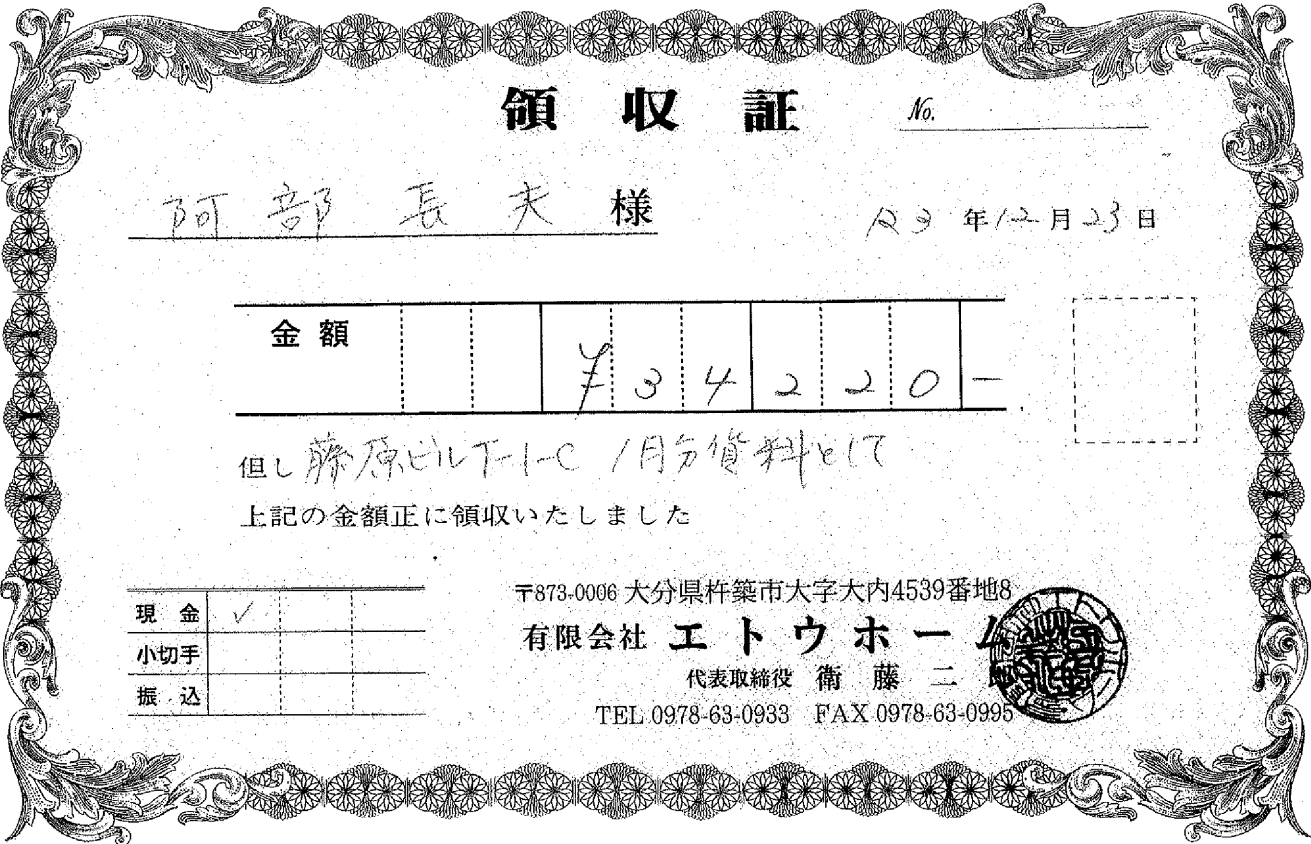 領収証
No.
阿部 長夫 様
R3年12月23日
金額 ¥34220-
但し 藤原ビルT-1-C 1月分賃料として
上記の金額正に領収いたしました
現金 ✓
小切手
振込
〒873-0006 大分県杵築市大字大内4539番地8
有限会社 エトウホーム
代表取締役 衛藤二
TEL 0978-63-0933 FAX 0978-63-0995